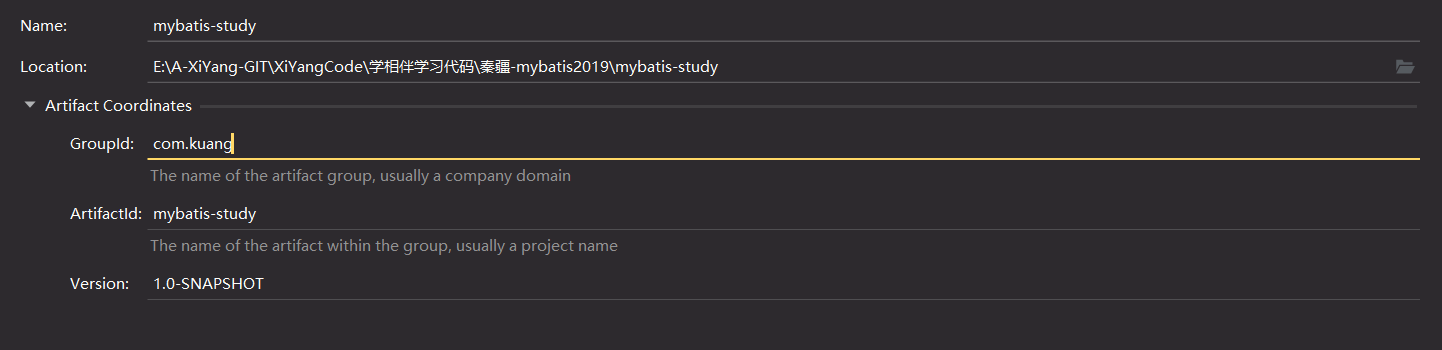 Name: mybatis-study
Location: E:\A-XiYang-GIT\XiYangCode\学相伴学习代码\秦疆-mybatis2019\mybatis-study
Artifact Coordinates
GroupId: com.kuang
The name of the artifact group, usually a company domain
ArtifactId: mybatis-study
The name of the artifact within the group, usually a project name
Version: 1.0-SNAPSHOT